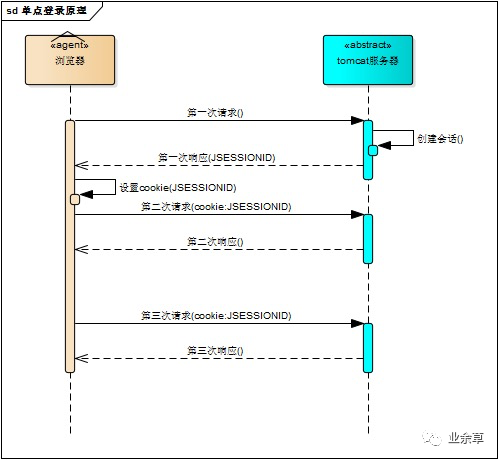 sd 单点登录原理
«agent»
浏览器
«abstract»
tomcat服务器
第一次请求()
创建会话()
第一次响应(JSESSIONID)
设置cookie(JSESSIONID)
第二次请求(cookie:JSESSIONID)
第二次响应()
第三次请求(cookie:JSESSIONID)
第三次响应()
业余草